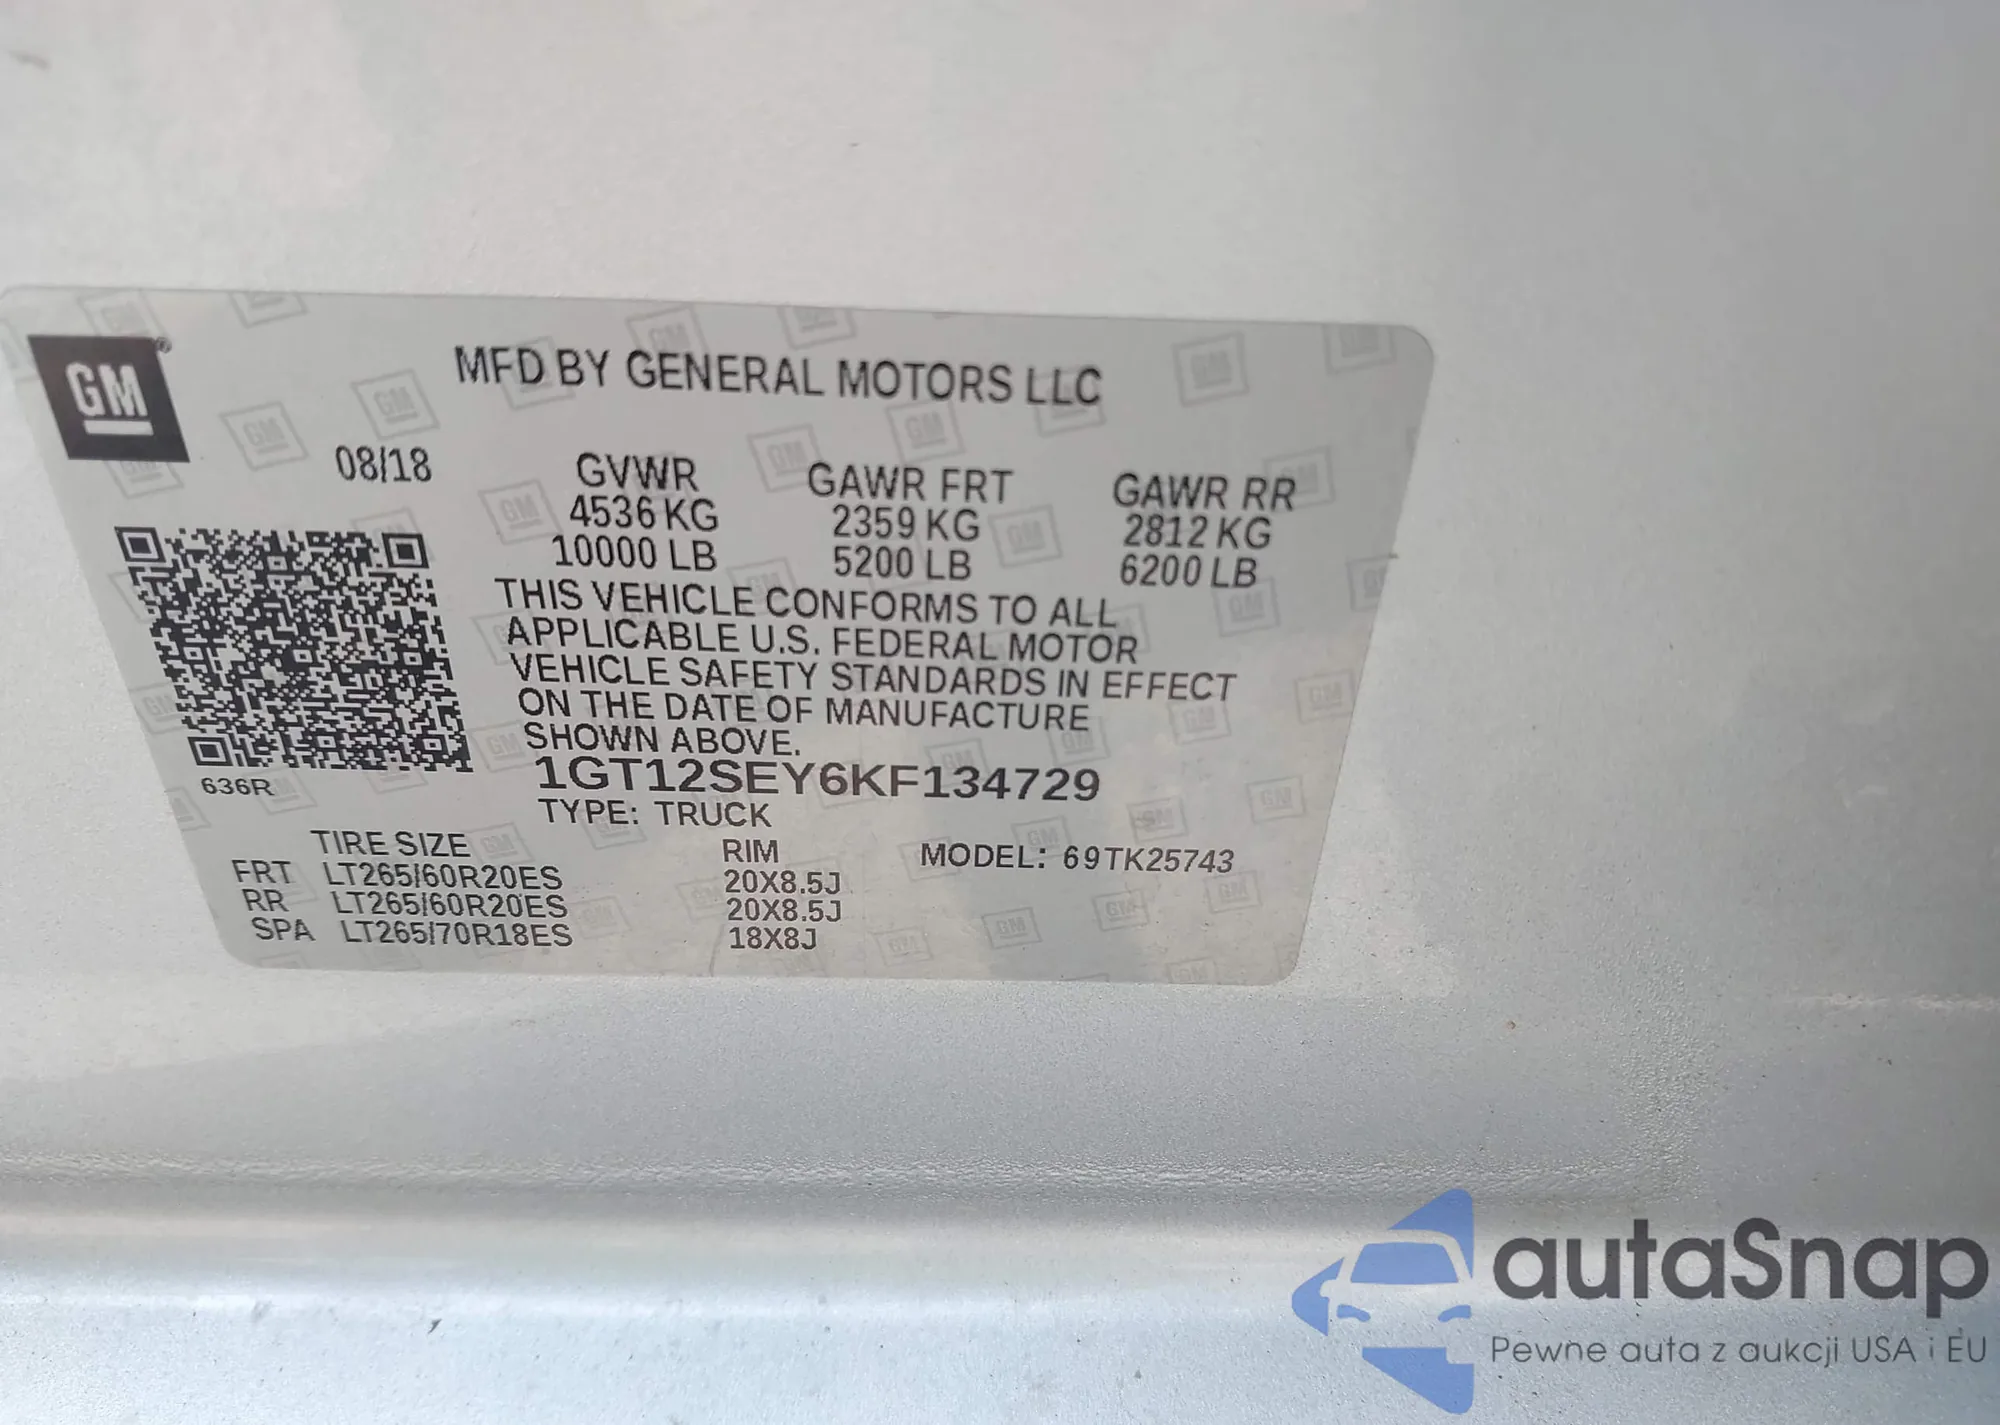 GM
MFD BY GENERAL MOTORS LLC
08/18
GVWR GAWR FRT GAWR RR
4536 KG 2359 KG 2812 KG
10000 LB 5200 LB 6200 LB
THIS VEHICLE CONFORMS TO ALL
APPLICABLE U.S. FEDERAL MOTOR
VEHICLE SAFETY STANDARDS IN EFFECT
ON THE DATE OF MANUFACTURE
SHOWN ABOVE.
636R
1GT12SEY6KF134729
TYPE: TRUCK
TIRE SIZE RIM MODEL: 69TK25743
FRT LT265/60R20ES 20X8.5J
RR LT265/60R20ES 20X8.5J
SPA LT265/70R18ES 18X8J
autaSnap
Pewne auta z aukcji USA i EU